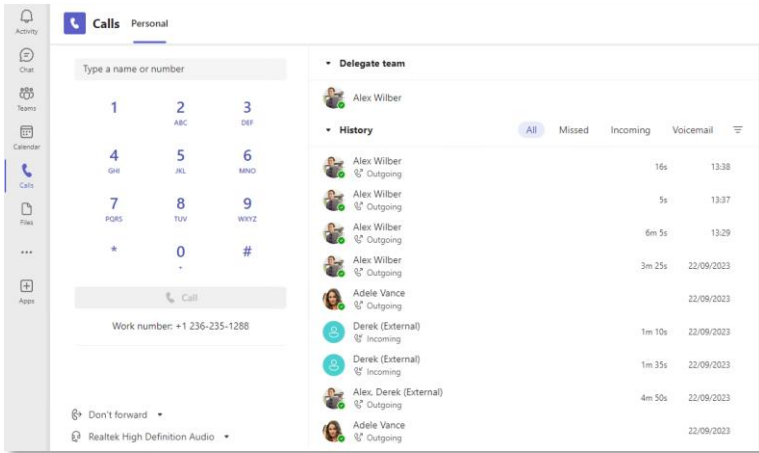 Activity
Chat
Teams
Calendar
Calls
Files
...
Apps
Calls Personal
Type a name or number
1 2 3
ABC DEF
4 5 6
GHI JKL MNO
7 8 9
PQRS TUV WXYZ
* 0 #
Call
Work number: +1 236-235-1288
Don't forward
Realtek High Definition Audio
Delegate team
Alex Wilber
History All Missed Incoming Voicemail
Alex Wilber
Outgoing 16s 13:38
Alex Wilber
Outgoing 5s 13:37
Alex Wilber
Outgoing 6m 5s 13:29
Alex Wilber
Outgoing 3m 25s 22/09/2023
Adele Vance
Outgoing 22/09/2023
Derek (External)
Incoming 1m 10s 22/09/2023
Derek (External)
Incoming 1m 35s 22/09/2023
Alex, Derek (External)
Outgoing 4m 50s 22/09/2023
Adele Vance
Outgoing 22/09/2023